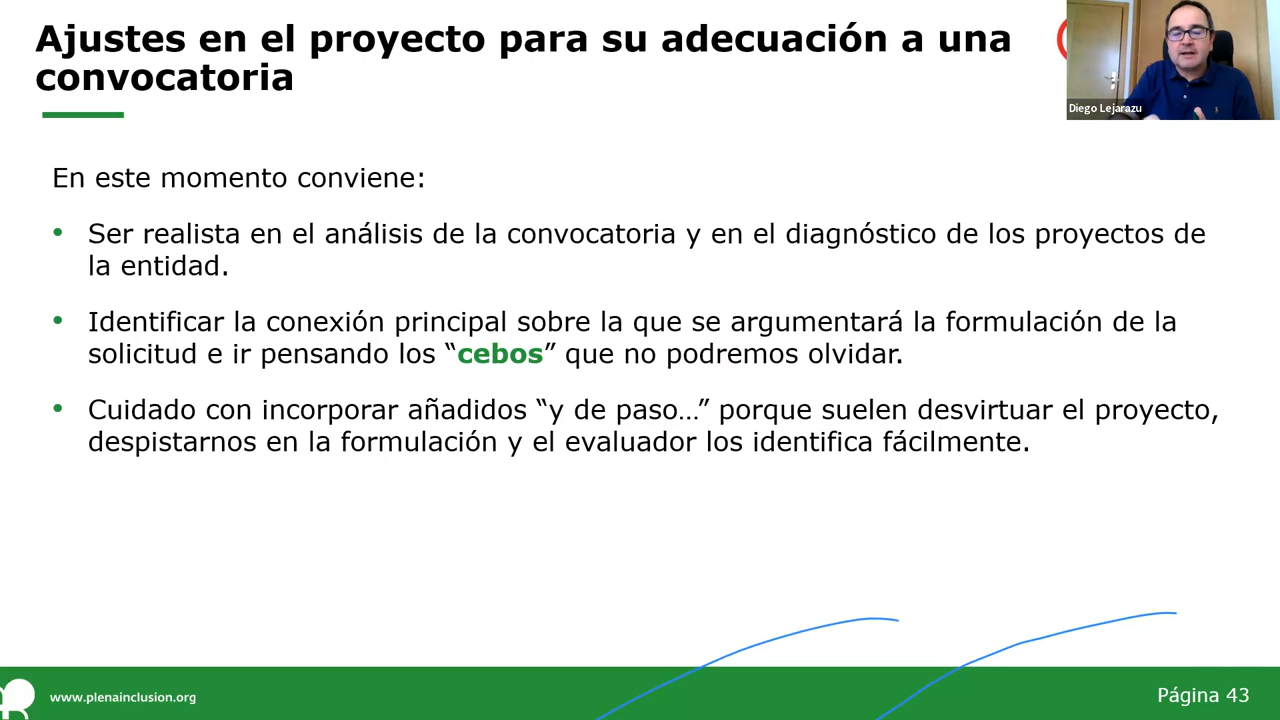 Ajustes en el proyecto para su adecuación a una
convocatoria
Diego Lejarazu
En este momento conviene:
• Ser realista en el análisis de la convocatoria y en el diagnóstico de los proyectos de
la entidad.
• Identificar la conexión principal sobre la que se argumentará la formulación de la
solicitud e ir pensando los “cebos” que no podremos olvidar.
• Cuidado con incorporar añadidos “y de paso…” porque suelen desvirtuar el proyecto,
despistarnos en la formulación y el evaluador los identifica fácilmente.
www.plenainclusion.org
Página 43